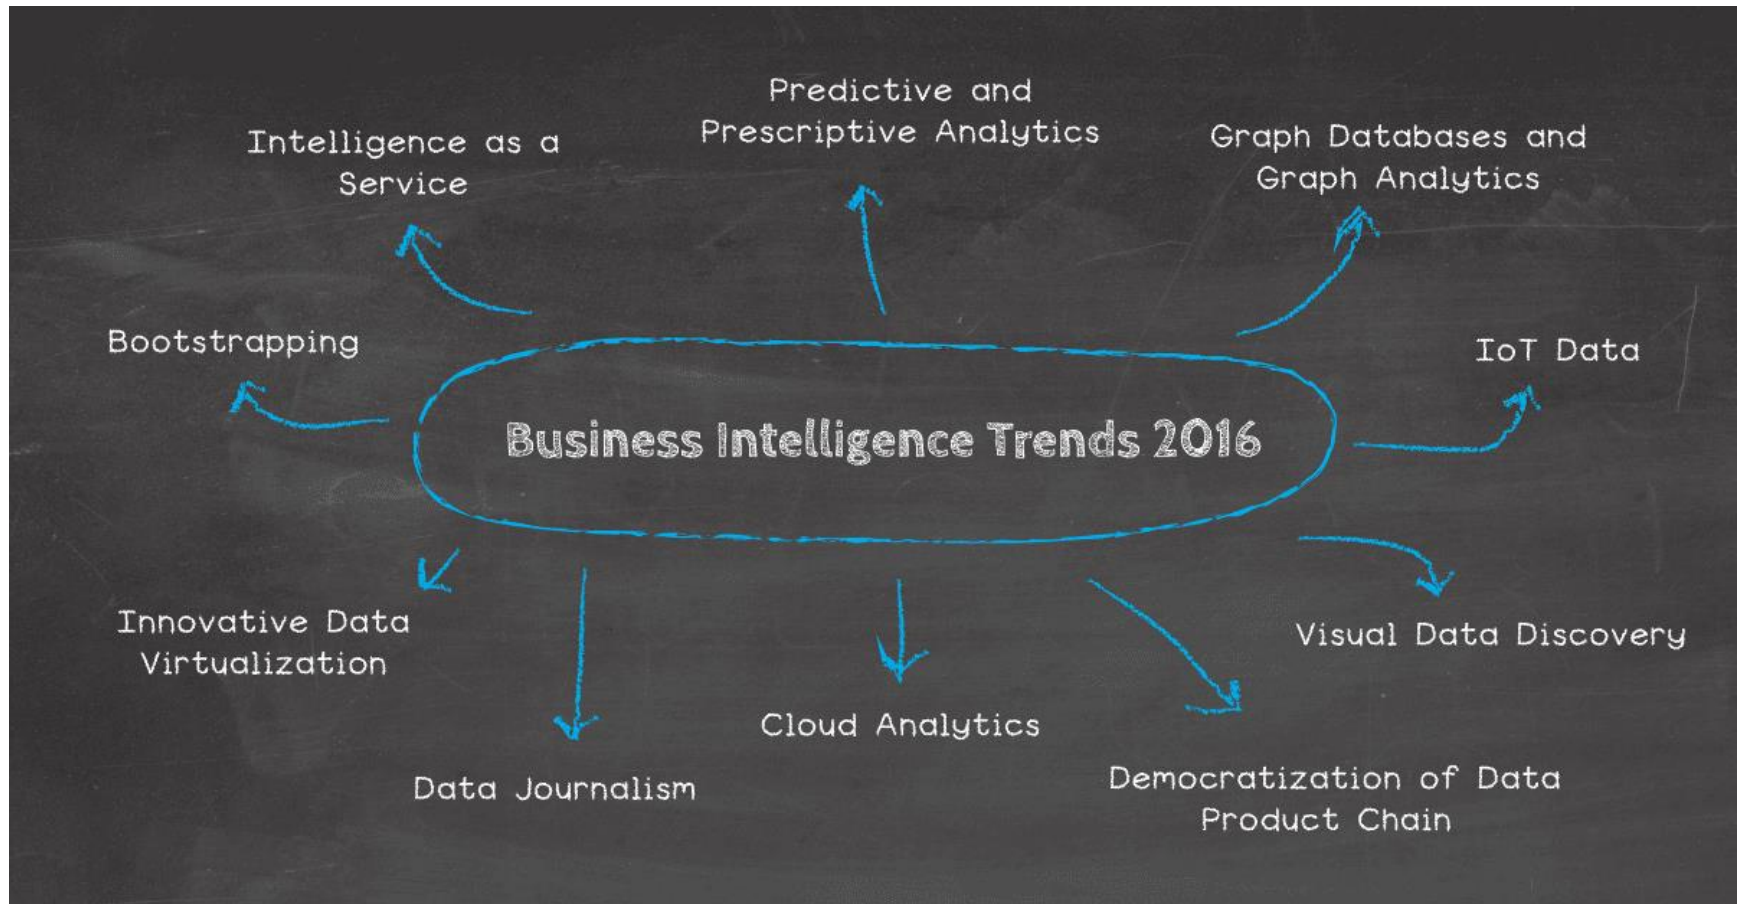 Predictive and
Prescriptive Analytics
Intelligence as a
Service
Graph Databases and
Graph Analytics
Bootstrapping
IoT Data
Business Intelligence Trends 2016
Innovative Data
Virtualization
Visual Data Discovery
Data Journalism
Cloud Analytics
Democratization of Data
Product Chain